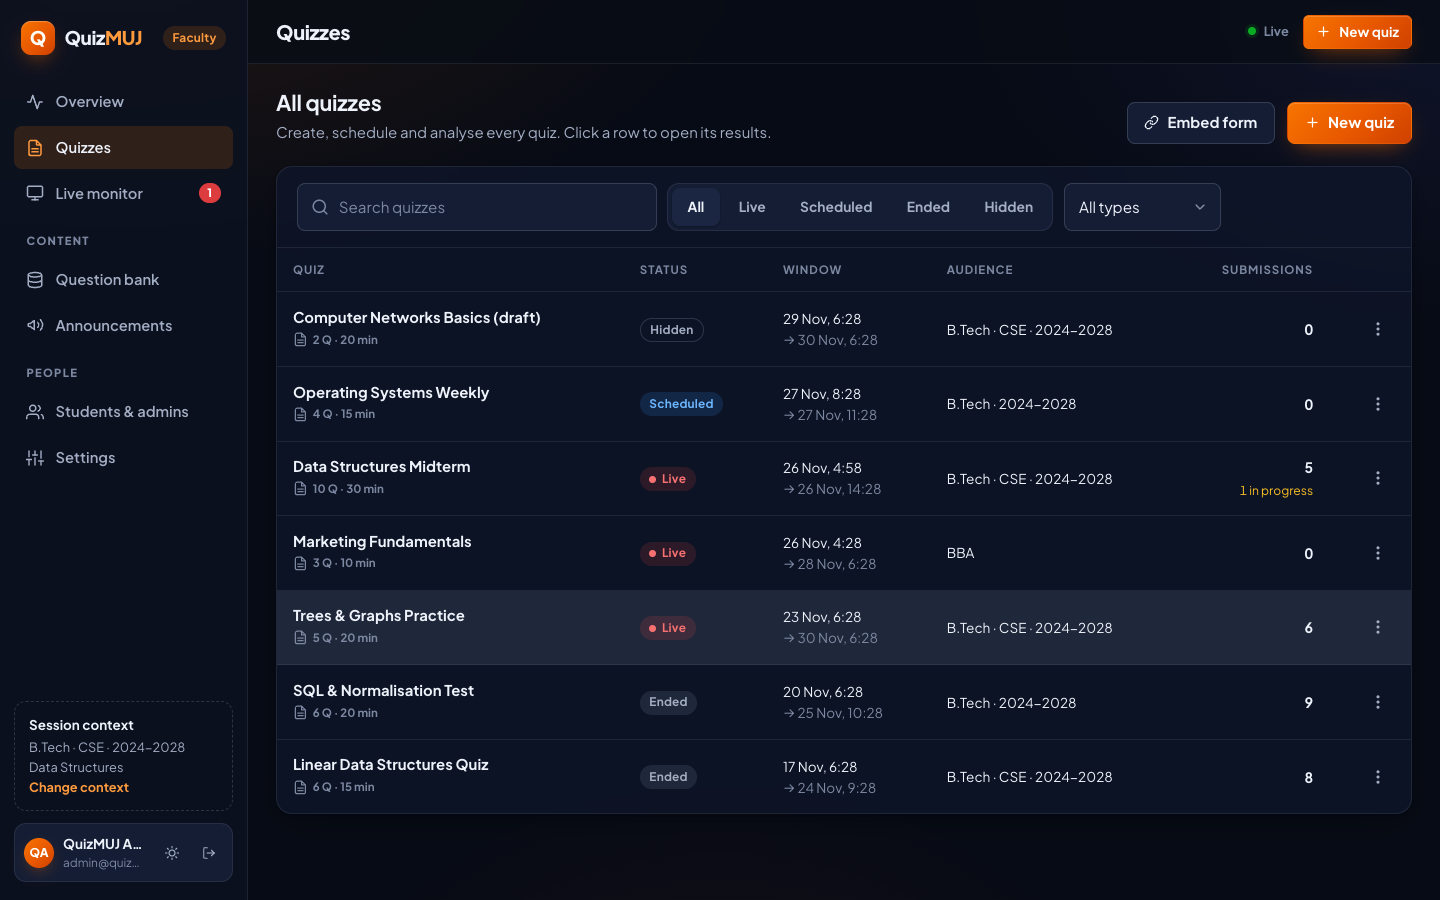 Q QuizMUJ Faculty
Overview
Quizzes
Live monitor 1
CONTENT
Question bank
Announcements
PEOPLE
Students & admins
Settings
Session context
B.Tech · CSE · 2024–2028
Data Structures
Change context
QA QuizMUJ A...
admin@quiz...
Quizzes
Live
+ New quiz
All quizzes
Create, schedule and analyse every quiz. Click a row to open its results.
Embed form
+ New quiz
Search quizzes
All Live Scheduled Ended Hidden
All types
QUIZ STATUS WINDOW AUDIENCE SUBMISSIONS
Computer Networks Basics (draft)
2 Q · 20 min
Hidden
29 Nov, 6:28
→ 30 Nov, 6:28
B.Tech · CSE · 2024–2028
0
Operating Systems Weekly
4 Q · 15 min
Scheduled
27 Nov, 8:28
→ 27 Nov, 11:28
B.Tech · 2024–2028
0
Data Structures Midterm
10 Q · 30 min
Live
26 Nov, 4:58
→ 26 Nov, 14:28
B.Tech · CSE · 2024–2028
5
1 in progress
Marketing Fundamentals
3 Q · 10 min
Live
26 Nov, 4:28
→ 28 Nov, 6:28
BBA
0
Trees & Graphs Practice
5 Q · 20 min
Live
23 Nov, 6:28
→ 30 Nov, 6:28
B.Tech · CSE · 2024–2028
6
SQL & Normalisation Test
6 Q · 20 min
Ended
20 Nov, 6:28
→ 25 Nov, 10:28
B.Tech · 2024–2028
9
Linear Data Structures Quiz
6 Q · 15 min
Ended
17 Nov, 6:28
→ 24 Nov, 9:28
B.Tech · CSE · 2024–2028
8